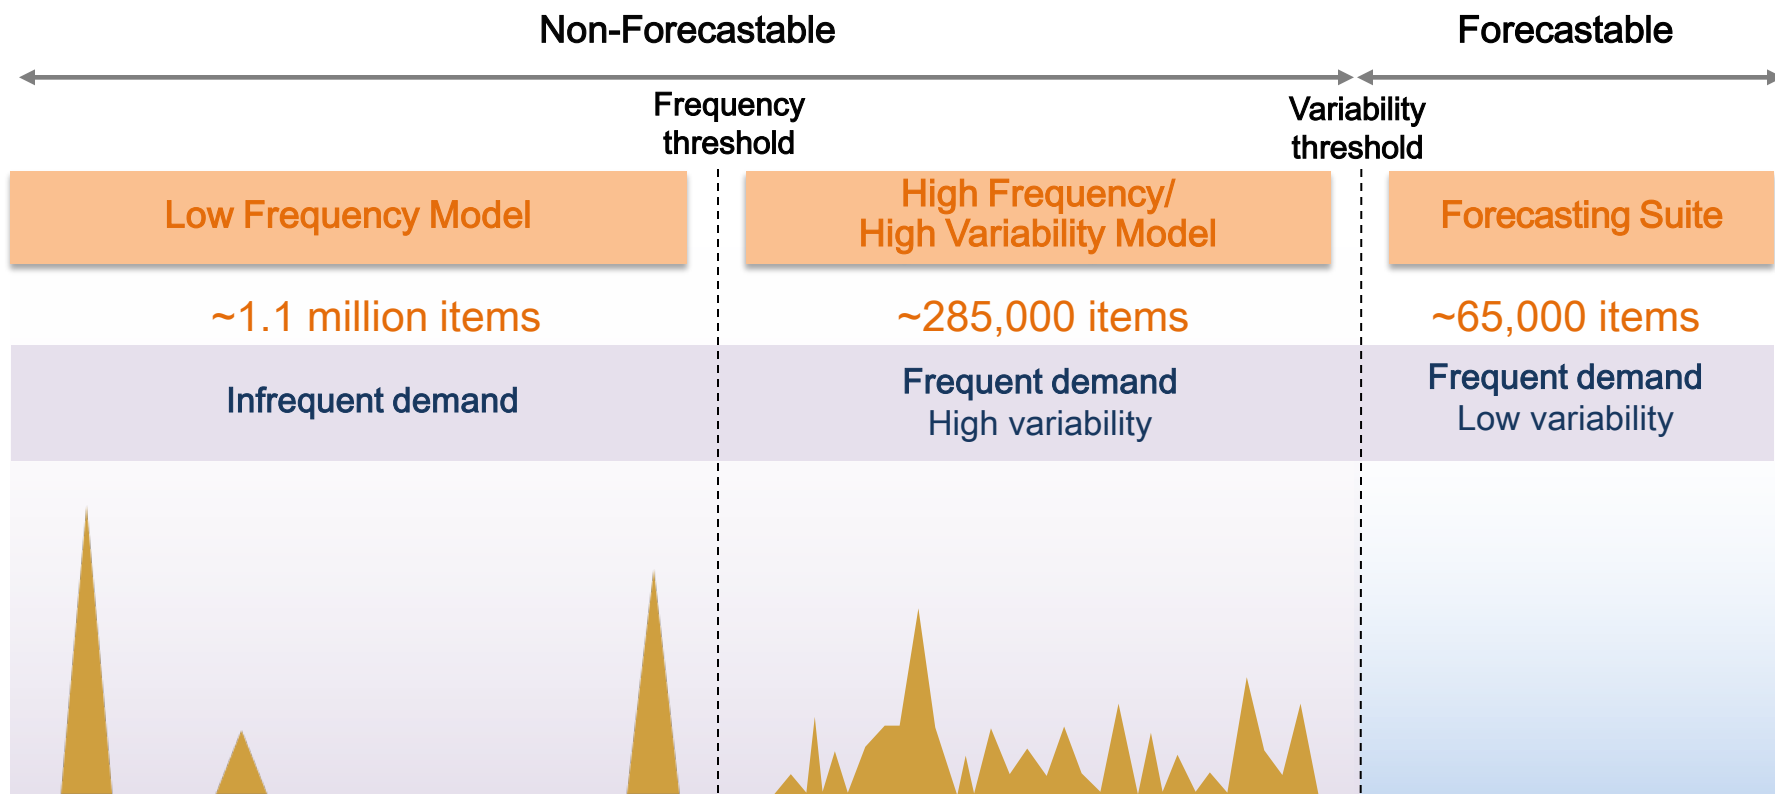 Non-Forecastable
Forecastable
Frequency
threshold
Variability
threshold
Low Frequency Model
High Frequency/
High Variability Model
Forecasting Suite
~1.1 million items
~285,000 items
~65,000 items
Infrequent demand
Frequent demand
High variability
Frequent demand
Low variability